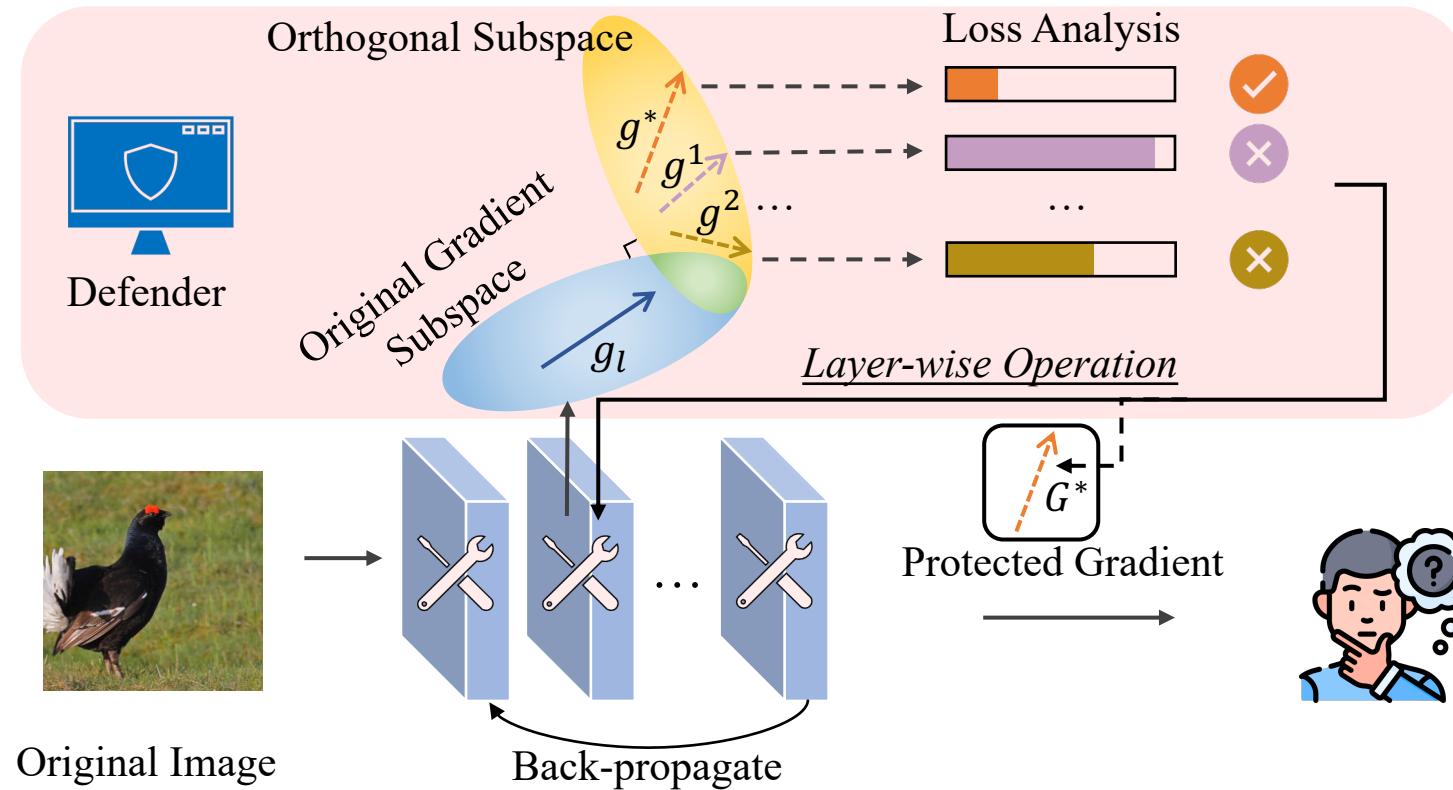 Orthogonal Subspace
Loss Analysis
g*
g¹
g²
...
...
Original Gradient
Subspace
g_l
Defender
Layer-wise Operation
G*
...
Protected Gradient
?
Original Image
Back-propagate